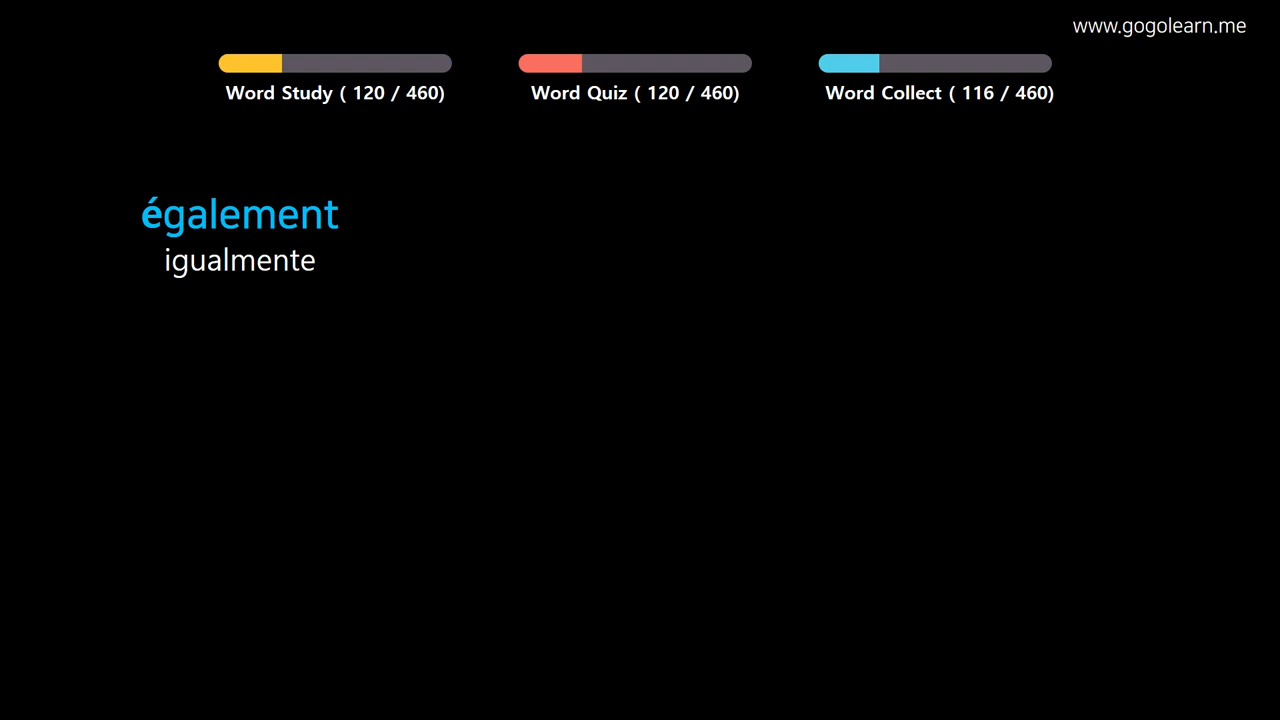 www.gogolearn.me
Word Study ( 120 / 460)
Word Quiz ( 120 / 460)
Word Collect ( 116 / 460)
également
igualmente